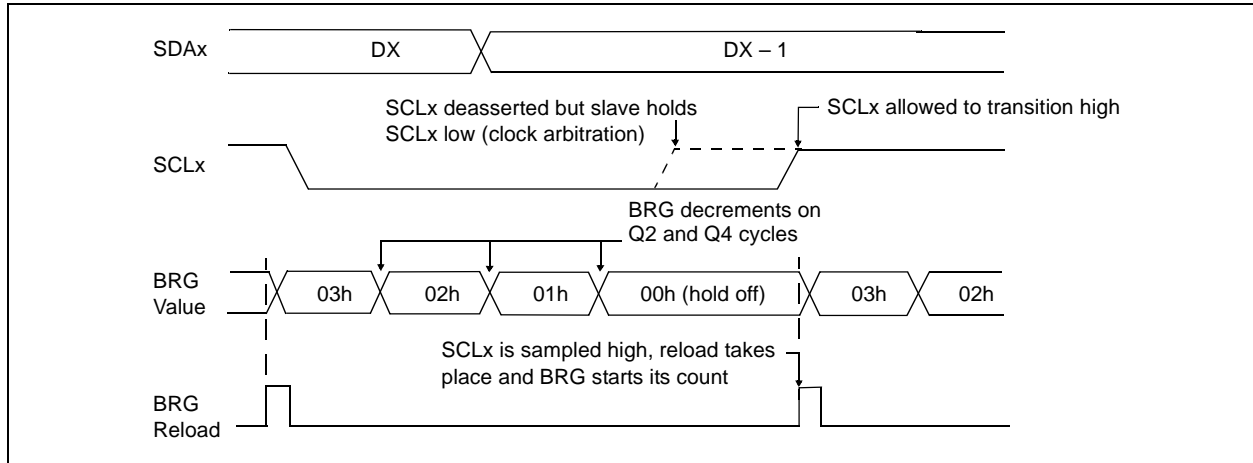 SDAx
DX
DX – 1
SCLx deasserted but slave holds
SCLx low (clock arbitration)
SCLx allowed to transition high
SCLx
BRG decrements on
Q2 and Q4 cycles
BRG
Value
03h
02h
01h
00h (hold off)
03h
02h
SCLx is sampled high, reload takes
place and BRG starts its count
BRG
Reload